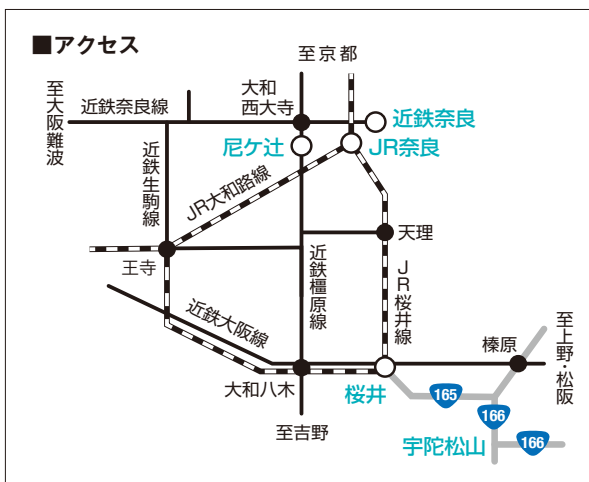 ■アクセス
至京都
至大阪難波
近鉄奈良線
大和
西大寺
近鉄奈良
尼ケ辻
JR奈良
近鉄生駒線
JR大和路線
天理
王寺
近鉄橿原線
JR桜井線
近鉄大阪線
榛原
至上野・松阪
大和八木
桜井
165
至吉野
166
宇陀松山
166